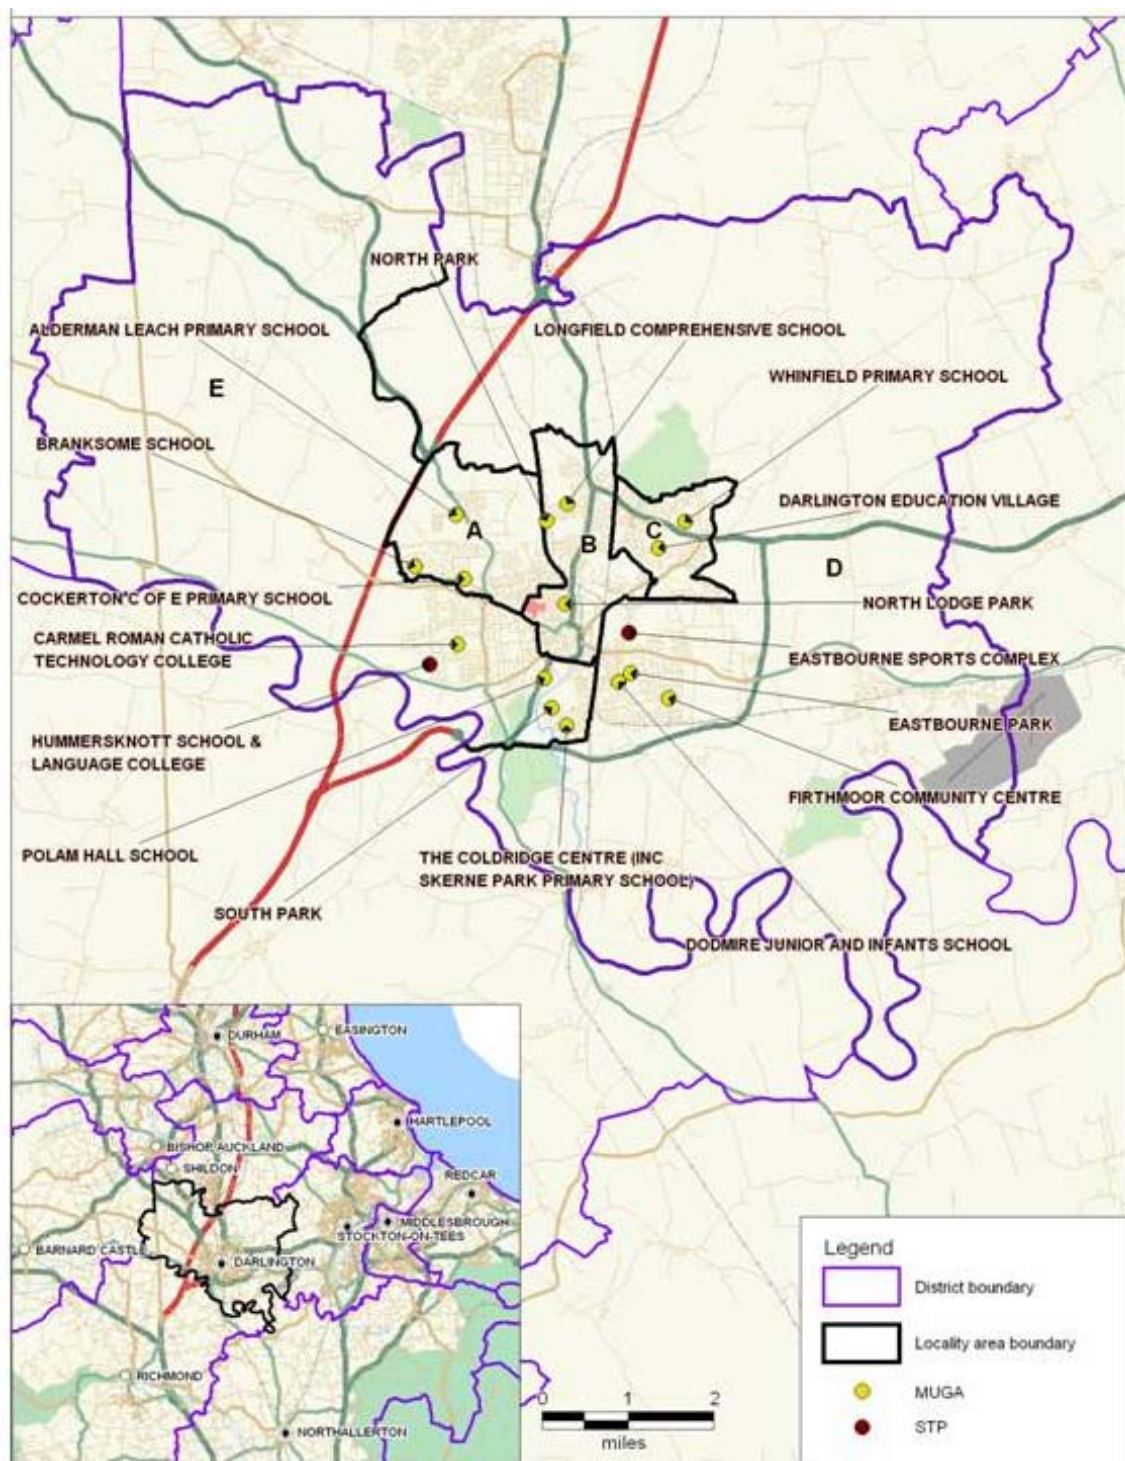 NORTH PARK
ALDERMAN LEACH PRIMARY SCHOOL
LONGFIELD COMPREHENSIVE SCHOOL
WHINFIELD PRIMARY SCHOOL
E
BRANKSOME SCHOOL
DARLINGTON EDUCATION VILLAGE
A
B
C
D
COCKERTON'C OF E PRIMARY SCHOOL
NORTH LODGE PARK
CARMEL ROMAN CATHOLIC
TECHNOLOGY COLLEGE
EASTBOURNE SPORTS COMPLEX
HUMMERSKNOTT SCHOOL &
LANGUAGE COLLEGE
EASTBOURNE PARK
FIRTHMOOR COMMUNITY CENTRE
POLAM HALL SCHOOL
THE COLDRIDGE CENTRE (INC
SKERNE PARK PRIMARY SCHOOL)
SOUTH PARK
DODMIRE JUNIOR AND INFANTS SCHOOL
DURHAM
EASINGTON
HARTLEPOOL
BISHOP AUCKLAND
SHILDON
REDCAR
MIDDLESBROUGH
STOCKTON-ON-TEES
BARNARD CASTLE
DARLINGTON
RICHMOND
NORTHALLERTON
0 1 2
miles
Legend
District boundary
Locality area boundary
MUGA
STP